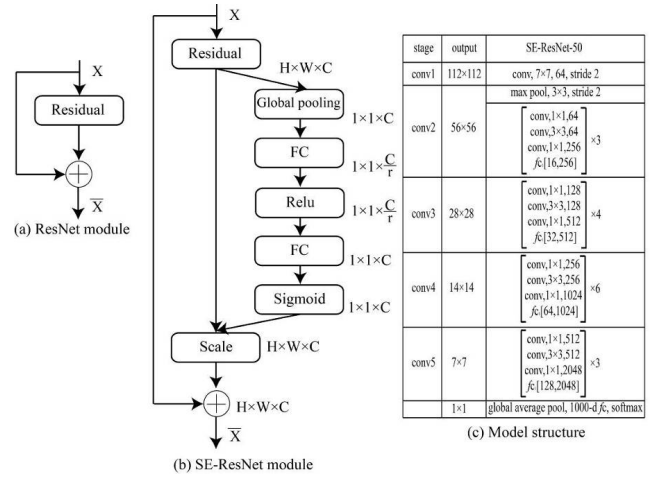 X
Residual
X̅
(a) ResNet module
X
Residual
H×W×C
Global pooling
1×1×C
FC
1×1×C/r
Relu
1×1×C/r
FC
1×1×C
Sigmoid
1×1×C
Scale
H×W×C
H×W×C
X̅
(b) SE-ResNet module
stage output SE-ResNet-50
conv1 112×112 conv, 7×7, 64, stride 2
max pool, 3×3, stride 2
conv2 56×56
conv,1×1,64
conv,3×3,64
conv,1×1,256
fc,[16,256]
×3
conv3 28×28
conv,1×1,128
conv,3×3,128
conv,1×1,512
fc,[32,512]
×4
conv4 14×14
conv,1×1,256
conv,3×3,256
conv,1×1,1024
fc,[64,1024]
×6
conv5 7×7
conv,1×1,512
conv,3×3,512
conv,1×1,2048
fc,[128,2048]
×3
1×1 global average pool, 1000-d fc, softmax
(c) Model structure